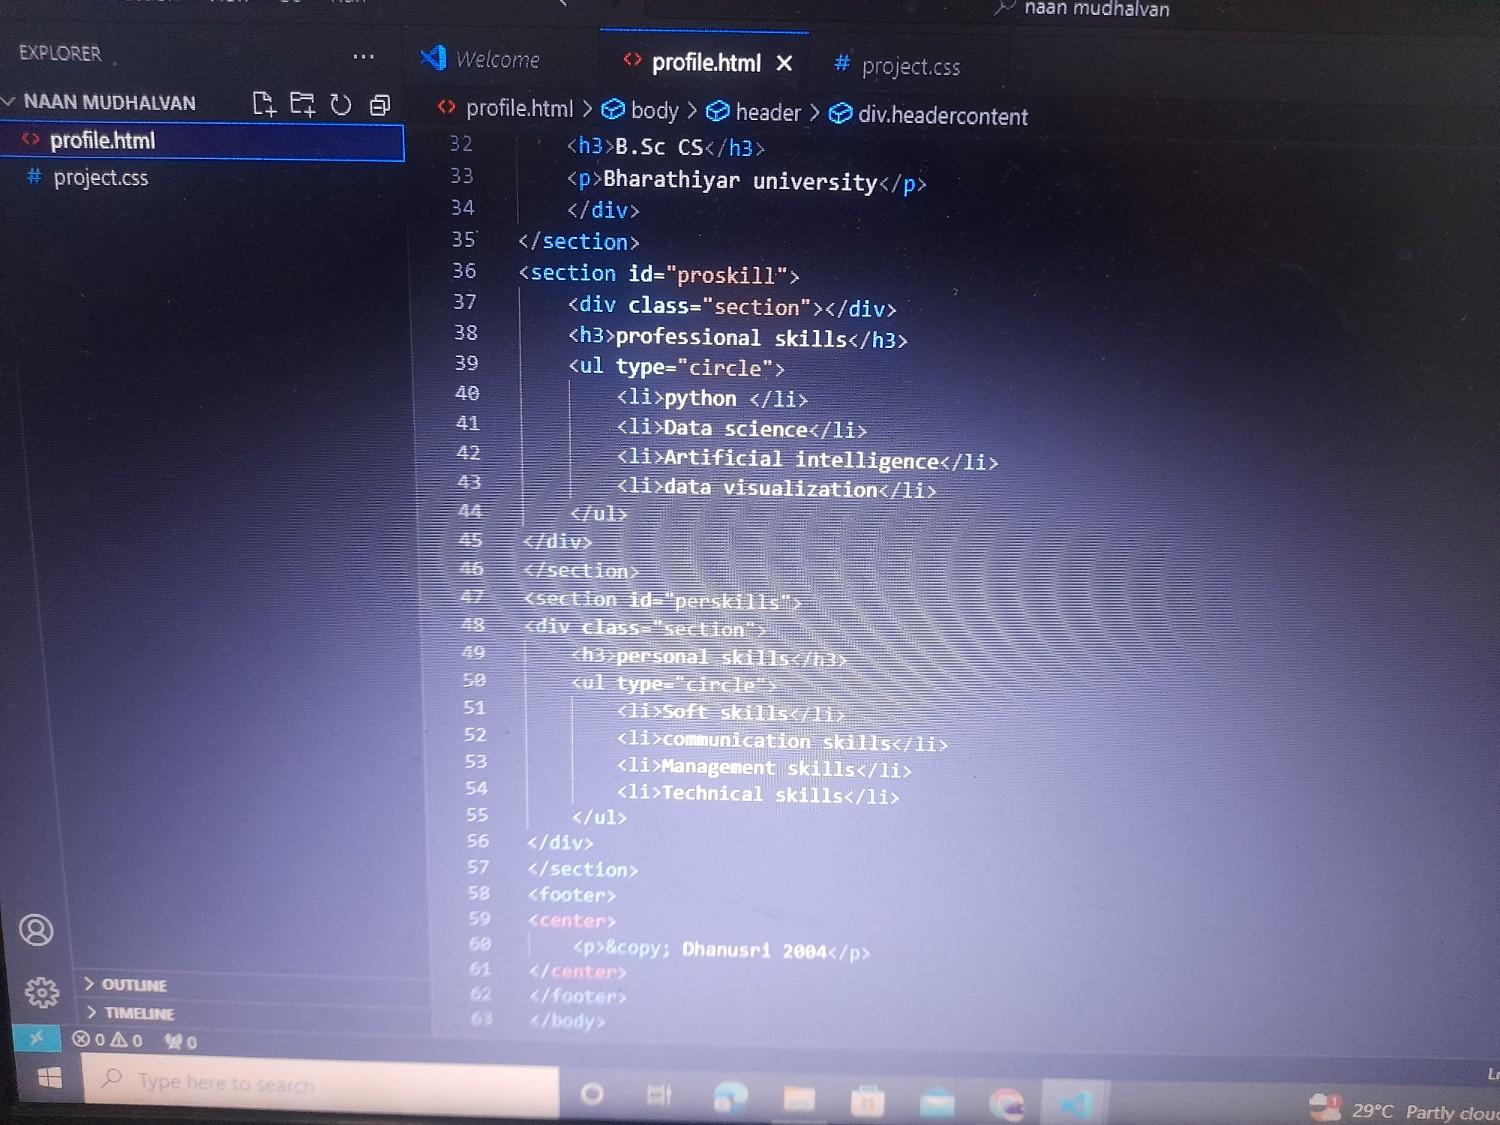 naan mudhalvan
EXPLORER
...
Welcome
<> profile.html ×
# project.css
NAAN MUDHALVAN
<> profile.html > body > header > div.headercontent
<> profile.html
# project.css
32 <h3>B.Sc CS</h3>
33 <p>Bharathiyar university</p>
34 </div>
35 </section>
36 <section id="proskill">
37 <div class="section"></div>
38 <h3>professional skills</h3>
39 <ul type="circle">
40 <li>python </li>
41 <li>Data science</li>
42 <li>Artificial intelligence</li>
43 <li>data visualization</li>
44 </ul>
45 </div>
46 </section>
47 <section id="perskills">
48 <div class="section">
49 <h3>personal skills</h3>
50 <ul type="circle">
51 <li>Soft skills</li>
52 <li>communication skills</li>
53 <li>Management skills</li>
54 <li>Technical skills</li>
55 </ul>
56 </div>
57 </section>
58 <footer>
59 <center>
60 <p>&copy; Dhanusri 2004</p>
61 </center>
62 </footer>
63 </body>
> OUTLINE
> TIMELINE
0 0 0
Type here to search
1
29°C Partly clou